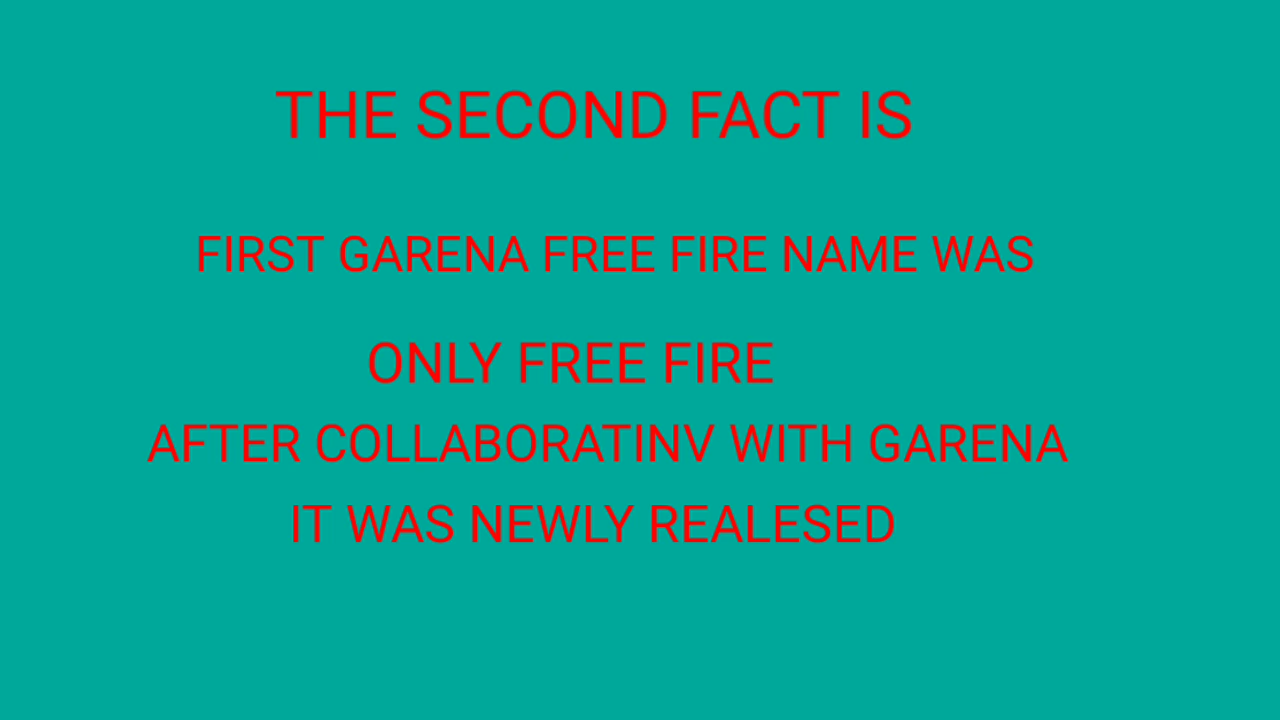 THE SECOND FACT IS
FIRST GARENA FREE FIRE NAME WAS
ONLY FREE FIRE
AFTER COLLABORATINV WITH GARENA
IT WAS NEWLY REALESED